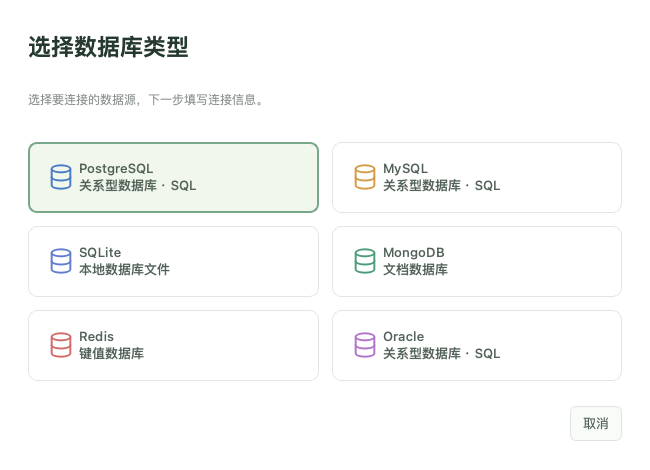 选择数据库类型
选择要连接的数据源，下一步填写连接信息。
PostgreSQL
关系型数据库 · SQL
MySQL
关系型数据库 · SQL
SQLite
本地数据库文件
MongoDB
文档数据库
Redis
键值数据库
Oracle
关系型数据库 · SQL
取消